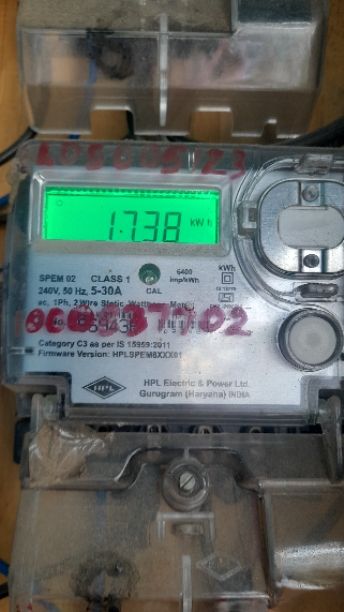 1.738 kWh
SPEM 02 CLASS 1
240V, 50 Hz, 5-30A
CAL
6400
imp/kWh
kWh
ac, 1Ph, 2 Wire Static Watthour Meter
Category C3 as per IS 15959:2011
Firmware Version: HPLSPEM8XXX01
HPL
HPL Electric & Power Ltd.
Gurugram (Haryana) INDIA